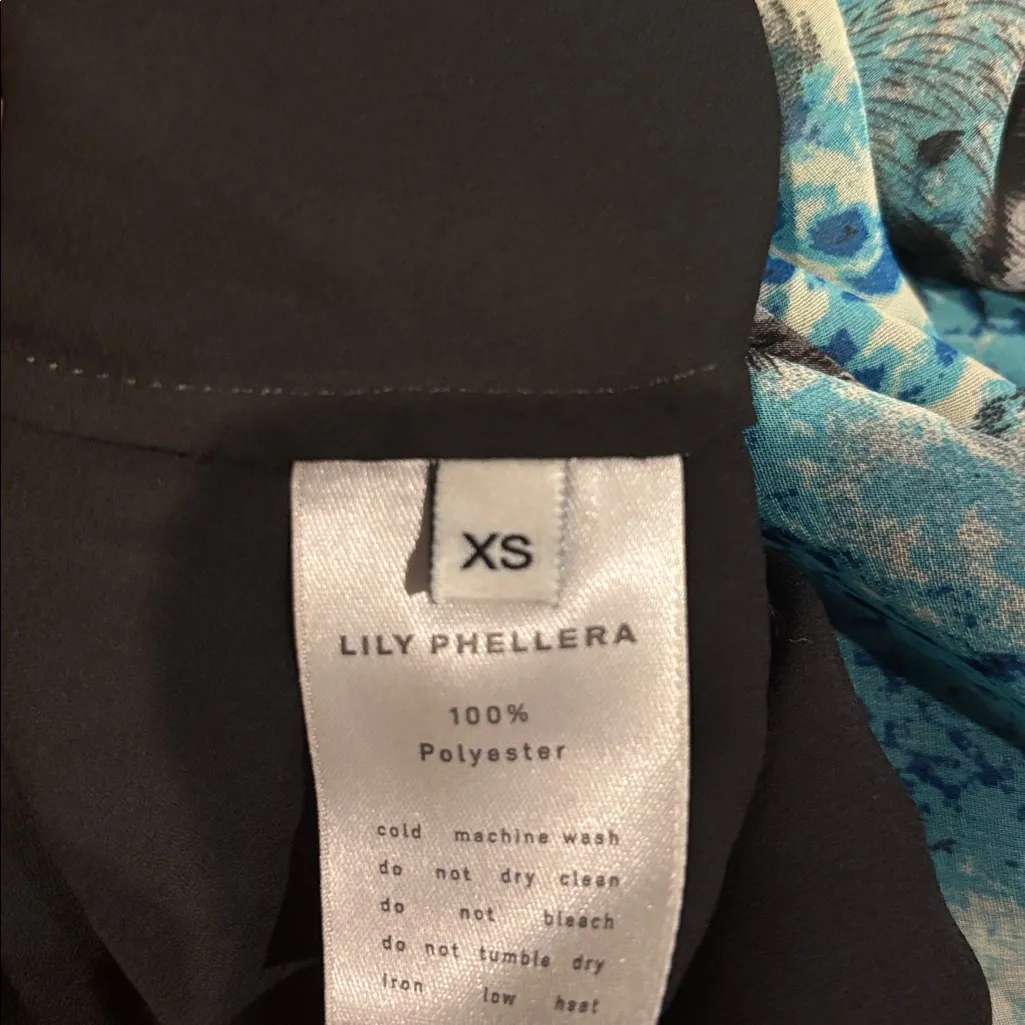 XS
LILY PHELLERA
100%
Polyester
cold machine wash
do not dry clean
do not bleach
do not tumble dry
iron low heat